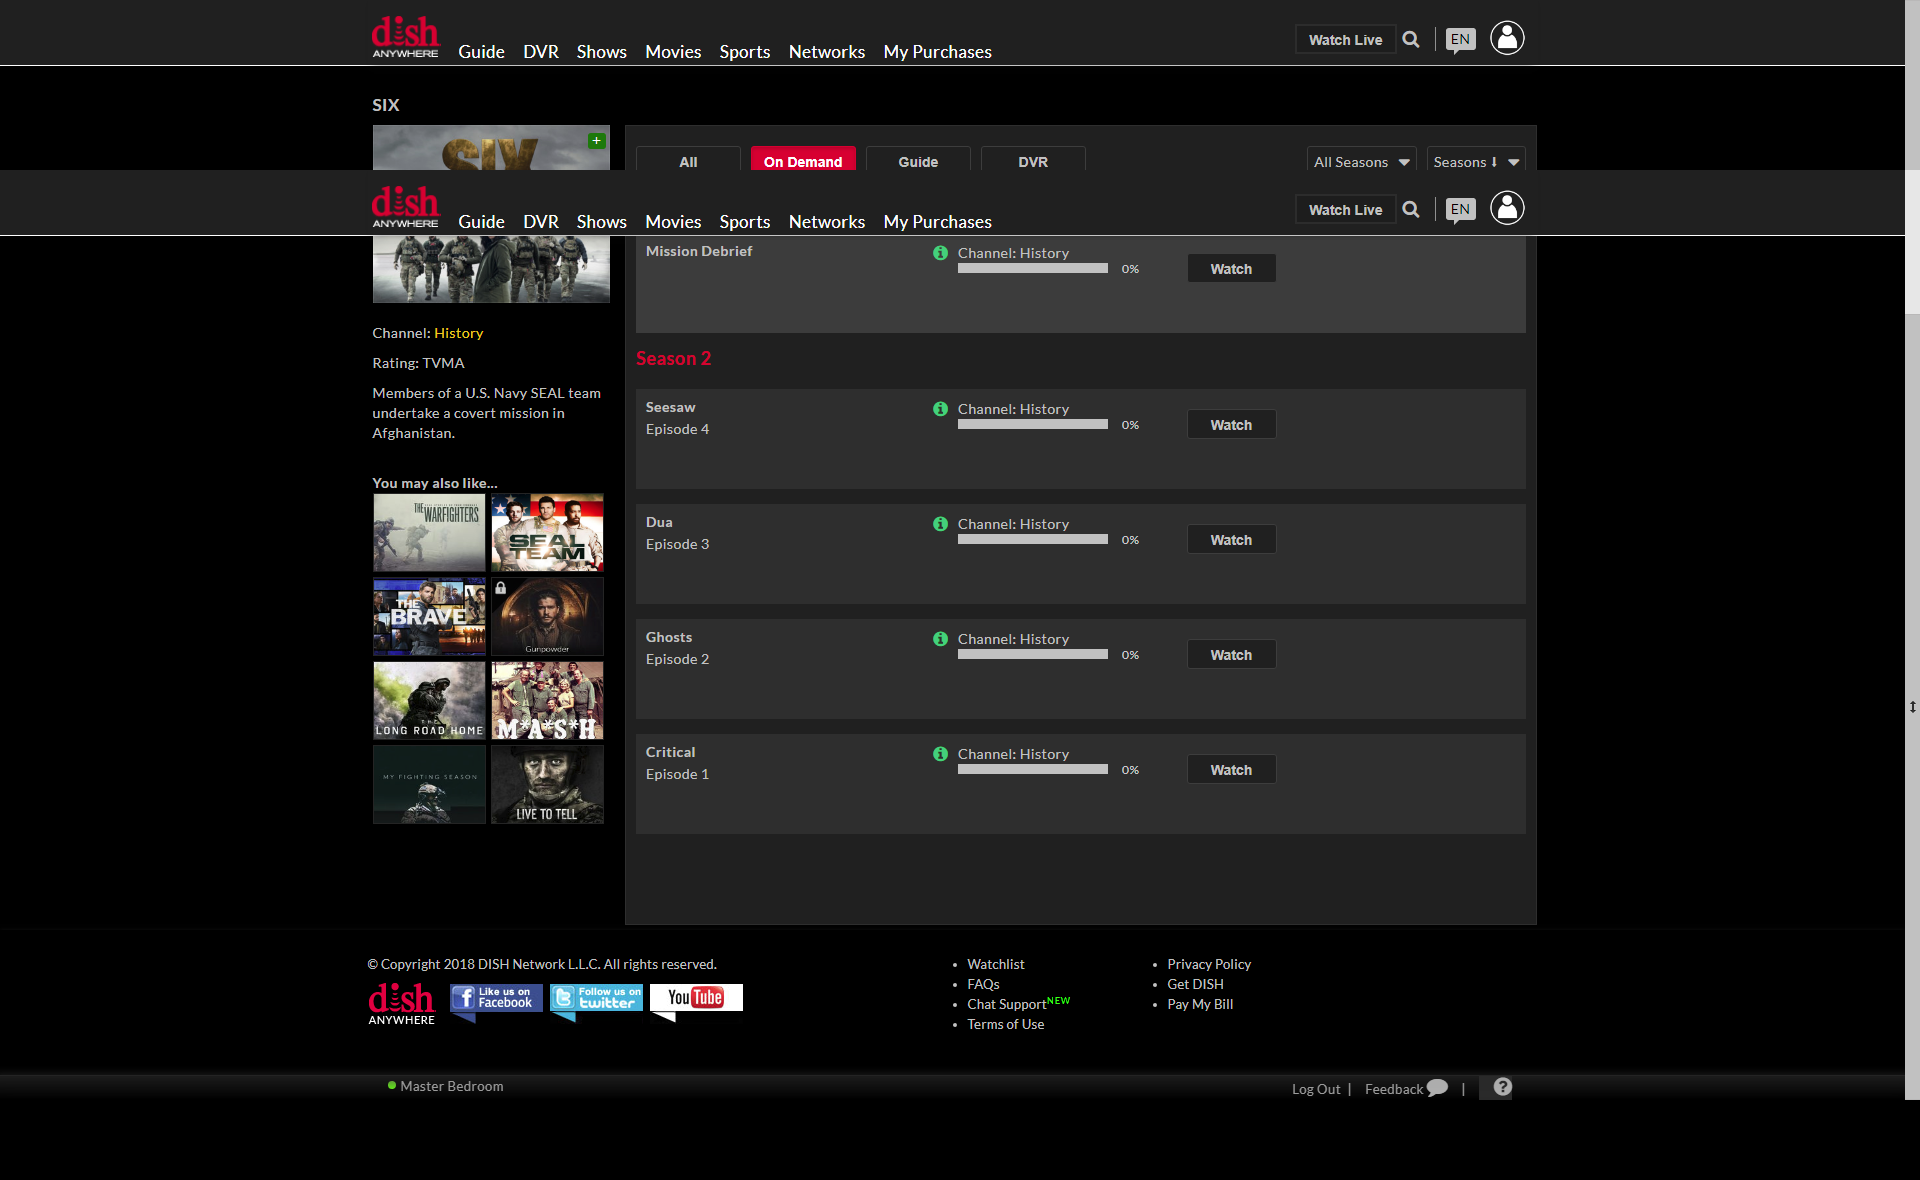 dish
ANYWHERE
Guide DVR Shows Movies Sports Networks My Purchases
Watch Live
EN
SIX
SIX
All On Demand Guide DVR
All Seasons Seasons
dish
ANYWHERE
Guide DVR Shows Movies Sports Networks My Purchases
Watch Live
EN
Mission Debrief
Channel: History
0%
Watch
Channel: History
Rating: TVMA
Members of a U.S. Navy SEAL team
undertake a covert mission in
Afghanistan.
You may also like...
THE WARFIGHTERS
SEAL
TEAM
THE
BRAVE
Gunpowder
THE
LONG ROAD HOME
M*A*S*H
MY FIGHTING SEASON
LIVE TO TELL
Season 2
Seesaw
Episode 4
Channel: History
0%
Watch
Dua
Episode 3
Channel: History
0%
Watch
Ghosts
Episode 2
Channel: History
0%
Watch
Critical
Episode 1
Channel: History
0%
Watch
© Copyright 2018 DISH Network L.L.C. All rights reserved.
dish
ANYWHERE
Like us on
Facebook
Follow us on
twitter
YouTube
Watchlist
FAQs
Chat Support NEW
Terms of Use
Privacy Policy
Get DISH
Pay My Bill
Master Bedroom
Log Out | Feedback | ?